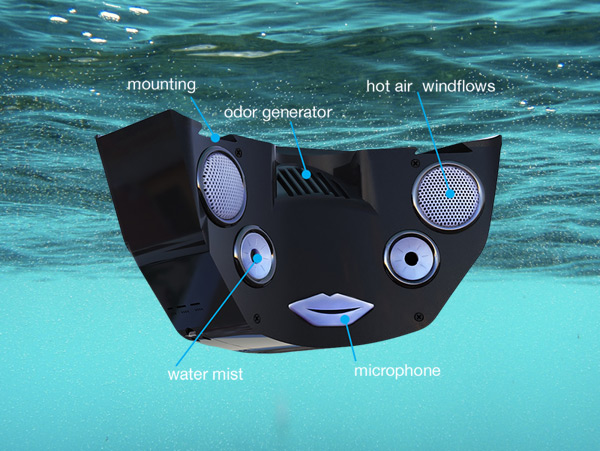 mounting
hot air windflows
odor generator
water mist
microphone